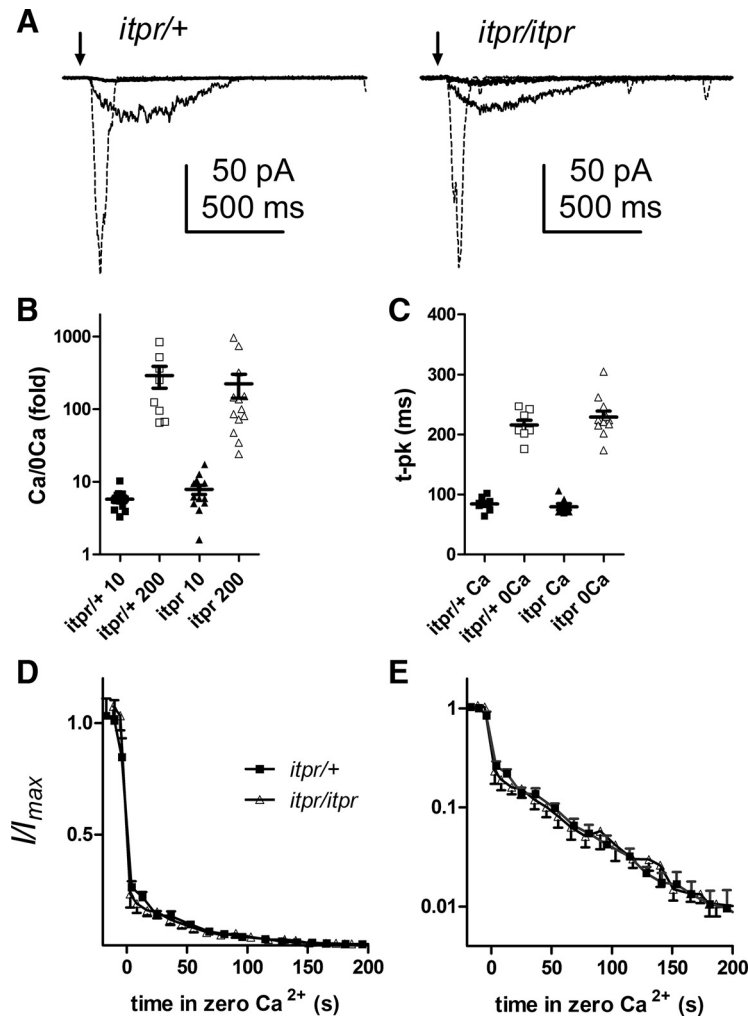 A
itpr/+
itpr/itpr
50 pA
500 ms
50 pA
500 ms
B
Ca/0Ca (fold)
1000
100
10
1
itpr/+ 10
itpr/+ 200
itpr 10
itpr 200
C
t-pk (ms)
400
300
200
100
0
itpr/+ Ca
itpr/+ 0Ca
itpr Ca
itpr 0Ca
D
I/Imax
1.0
0.5
itpr/+
itpr/itpr
0
50
100
150
200
time in zero Ca2+ (s)
E
1
0.1
0.01
0
50
100
150
200
time in zero Ca2+ (s)